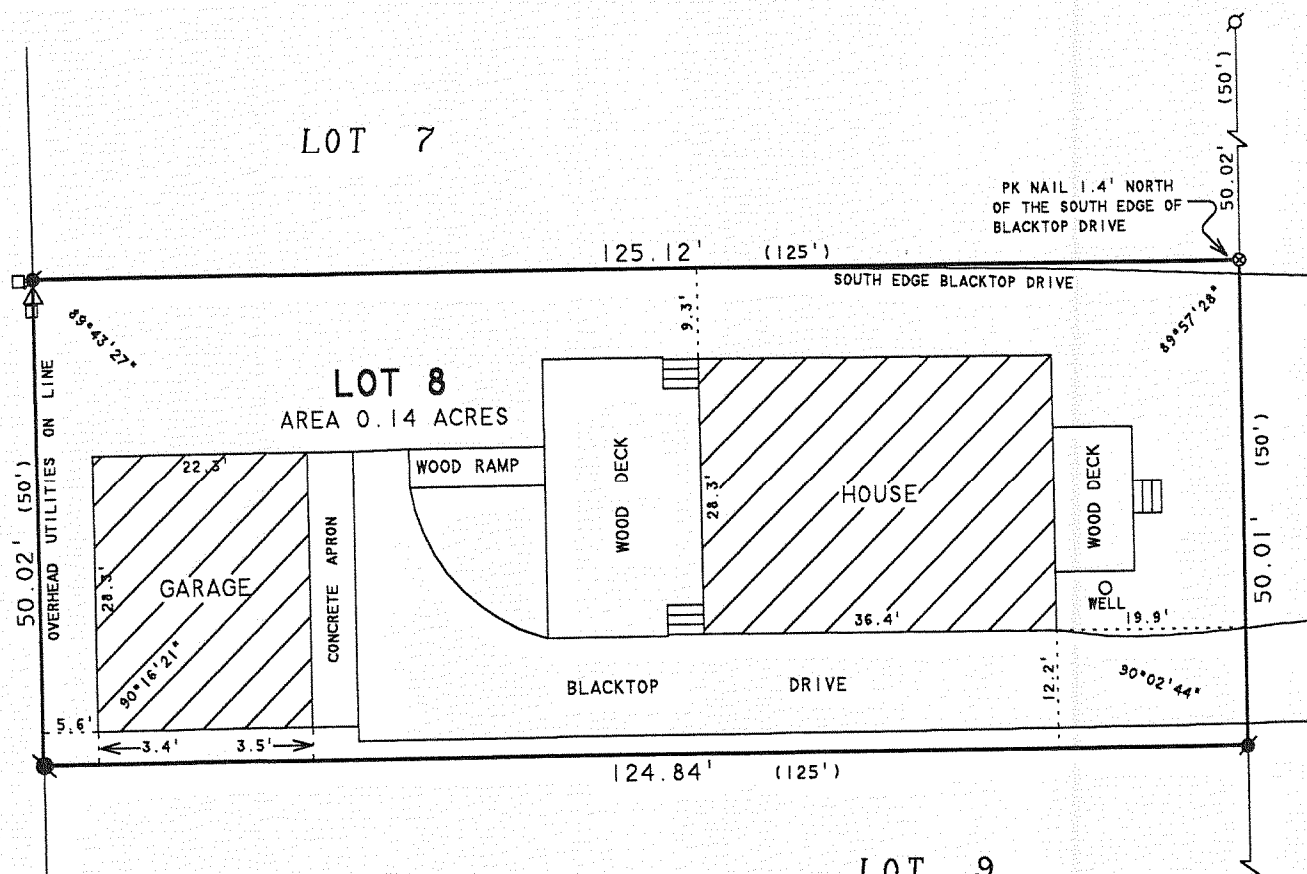 LOT 7
50.02' (50')
PK NAIL 1.4' NORTH
OF THE SOUTH EDGE OF
BLACKTOP DRIVE
125.12' (125')
SOUTH EDGE BLACKTOP DRIVE
89°43'27"
9.3'
89°57'28"
LOT 8
AREA 0.14 ACRES
OVERHEAD UTILITIES ON LINE
50.02' (50')
22.3'
WOOD RAMP
WOOD DECK
28.3'
HOUSE
WOOD DECK
50.01' (50')
28.3'
GARAGE
CONCRETE APRON
36.4'
WELL
19.9'
90°16'21"
BLACKTOP DRIVE
12.2'
90°02'44"
5.6'
3.4' 3.5'
124.84' (125')
LOT 9